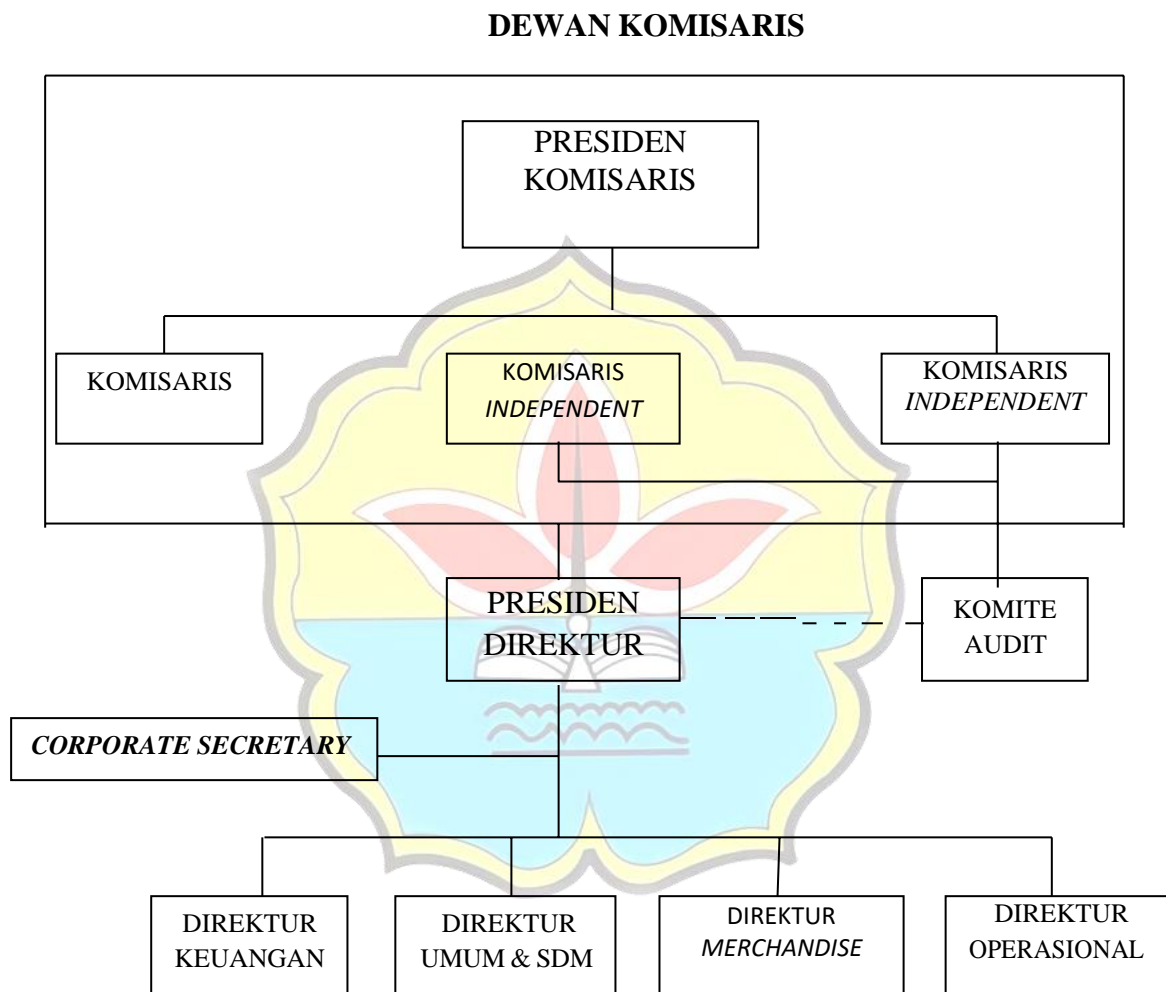 DEWAN KOMISARIS
PRESIDEN
KOMISARIS
KOMISARIS
KOMISARIS
INDEPENDENT
KOMISARIS
INDEPENDENT
PRESIDEN
DIREKTUR
KOMITE
AUDIT
CORPORATE SECRETARY
DIREKTUR
KEUANGAN
DIREKTUR
UMUM & SDM
DIREKTUR
MERCHANDISE
DIREKTUR
OPERASIONAL